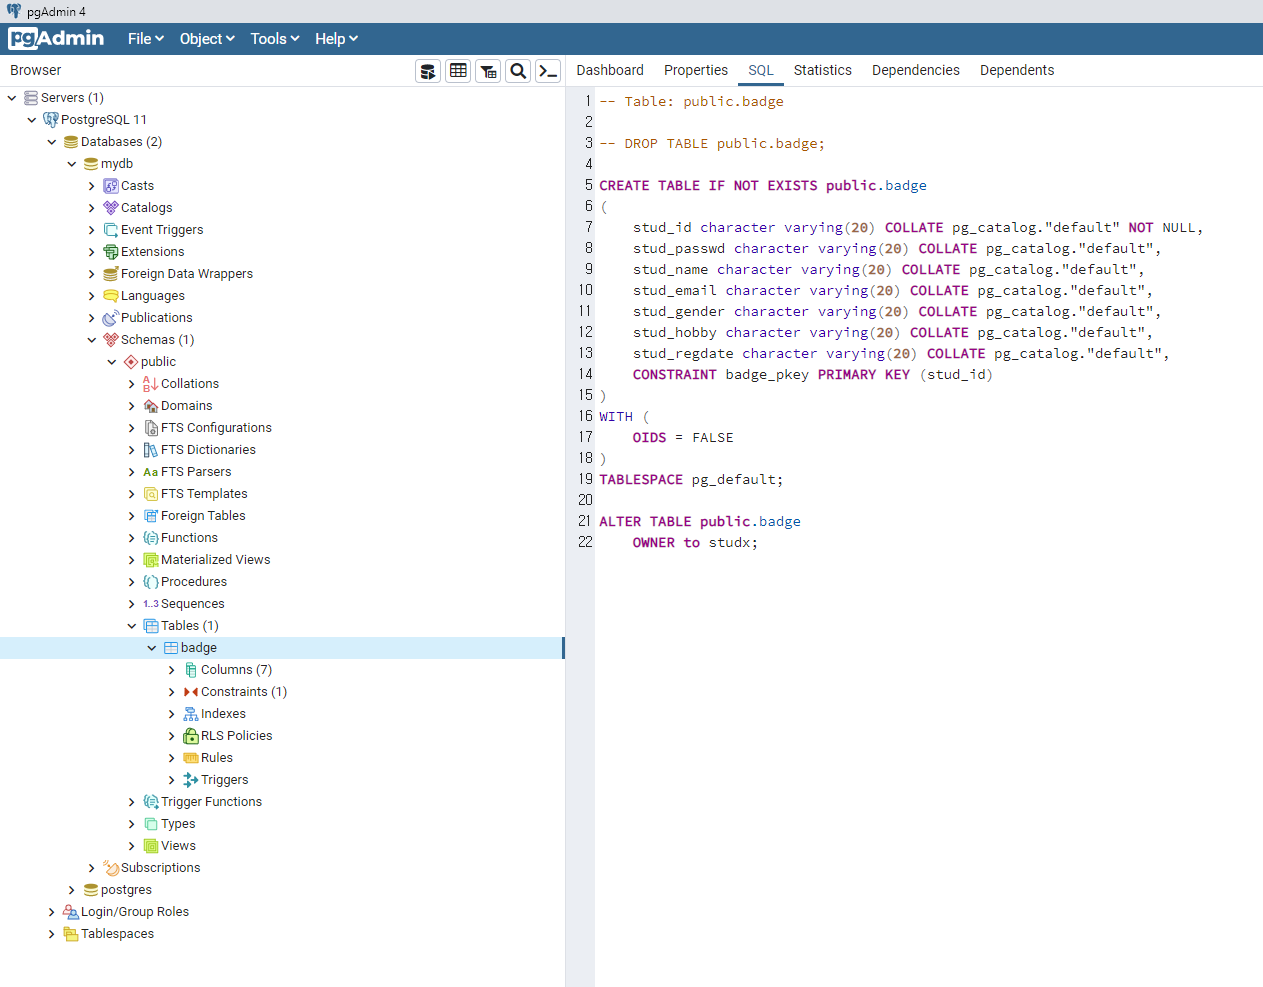 pgAdmin 4
pgAdmin File Object Tools Help
Browser
Dashboard Properties SQL Statistics Dependencies Dependents
Servers (1)
PostgreSQL 11
Databases (2)
mydb
Casts
Catalogs
Event Triggers
Extensions
Foreign Data Wrappers
Languages
Publications
Schemas (1)
public
Collations
Domains
FTS Configurations
FTS Dictionaries
Aa FTS Parsers
FTS Templates
Foreign Tables
Functions
Materialized Views
Procedures
1..3 Sequences
Tables (1)
badge
Columns (7)
Constraints (1)
Indexes
RLS Policies
Rules
Triggers
Trigger Functions
Types
Views
Subscriptions
postgres
Login/Group Roles
Tablespaces
1 -- Table: public.badge
2
3 -- DROP TABLE public.badge;
4
5 CREATE TABLE IF NOT EXISTS public.badge
6 (
7     stud_id character varying(20) COLLATE pg_catalog."default" NOT NULL,
8     stud_passwd character varying(20) COLLATE pg_catalog."default",
9     stud_name character varying(20) COLLATE pg_catalog."default",
10     stud_email character varying(20) COLLATE pg_catalog."default",
11     stud_gender character varying(20) COLLATE pg_catalog."default",
12     stud_hobby character varying(20) COLLATE pg_catalog."default",
13     stud_regdate character varying(20) COLLATE pg_catalog."default",
14     CONSTRAINT badge_pkey PRIMARY KEY (stud_id)
15 )
16 WITH (
17     OIDS = FALSE
18 )
19 TABLESPACE pg_default;
20
21 ALTER TABLE public.badge
22     OWNER to studx;